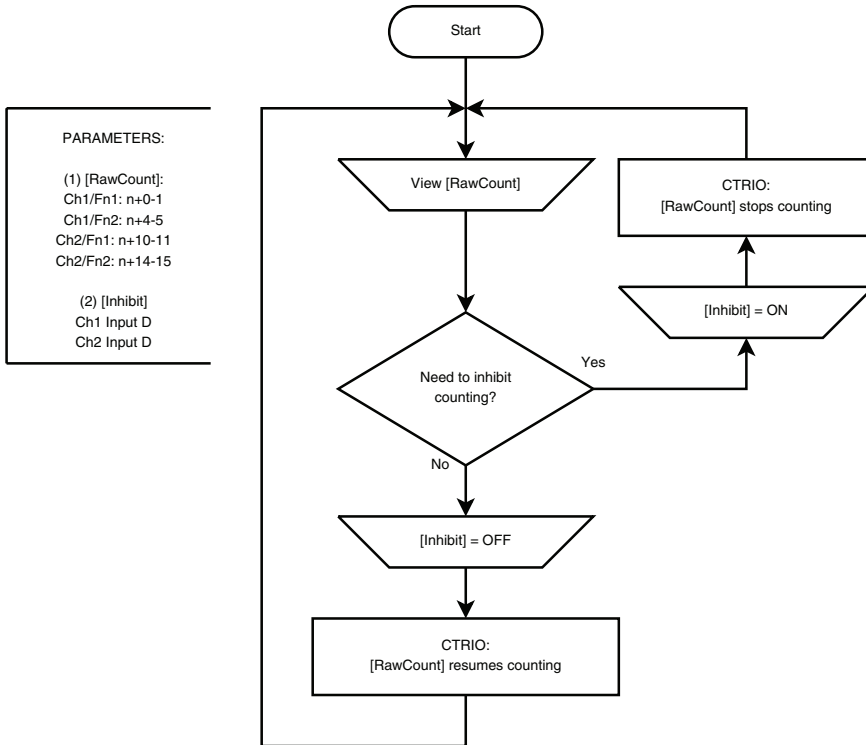 Start
PARAMETERS:
(1) [RawCount]:
Ch1/Fn1: n+0-1
Ch1/Fn2: n+4-5
Ch2/Fn1: n+10-11
Ch2/Fn2: n+14-15
(2) [Inhibit]
Ch1 Input D
Ch2 Input D
View [RawCount]
CTRIO:
[RawCount] stops counting
[Inhibit] = ON
Need to inhibit
counting?
Yes
No
[Inhibit] = OFF
CTRIO:
[RawCount] resumes counting